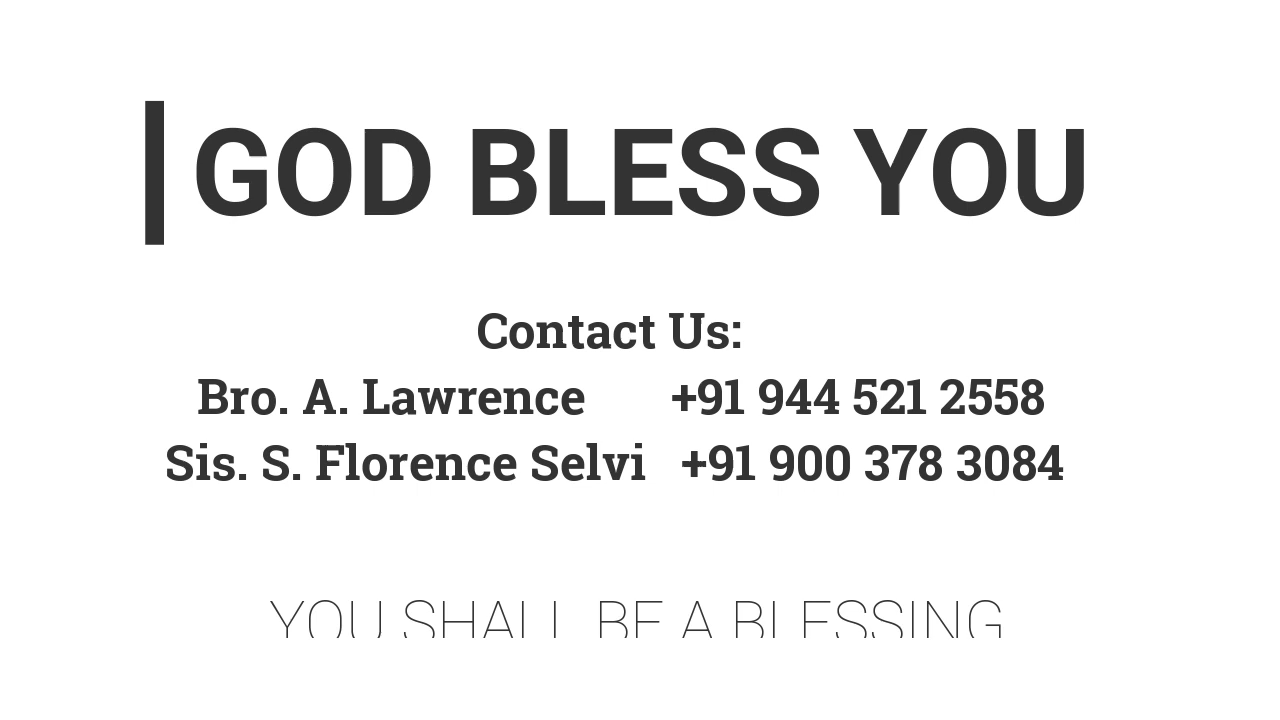 GOD BLESS YOU
Contact Us:
Bro. A. Lawrence +91 944 521 2558
Sis. S. Florence Selvi +91 900 378 3084
YOU SHALL BE A BLESSING